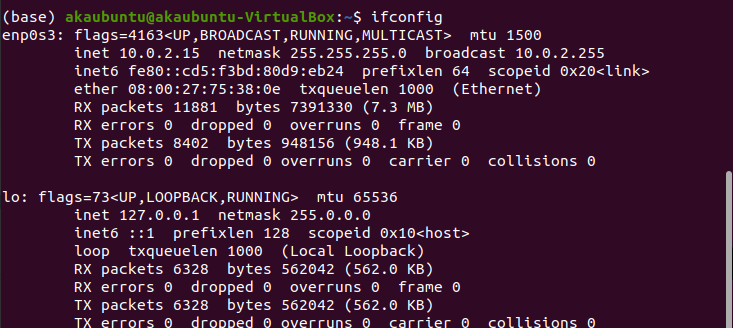 (base) akaubuntu@akaubuntu-VirtualBox:~$ ifconfig
enp0s3: flags=4163<UP,BROADCAST,RUNNING,MULTICAST>  mtu 1500
        inet 10.0.2.15  netmask 255.255.255.0  broadcast 10.0.2.255
        inet6 fe80::cd5:f3bd:80d9:eb24  prefixlen 64  scopeid 0x20<link>
        ether 08:00:27:75:38:0e  txqueuelen 1000  (Ethernet)
        RX packets 11881  bytes 7391330 (7.3 MB)
        RX errors 0  dropped 0  overruns 0  frame 0
        TX packets 8402  bytes 948156 (948.1 KB)
        TX errors 0  dropped 0 overruns 0  carrier 0  collisions 0

lo: flags=73<UP,LOOPBACK,RUNNING>  mtu 65536
        inet 127.0.0.1  netmask 255.0.0.0
        inet6 ::1  prefixlen 128  scopeid 0x10<host>
        loop  txqueuelen 1000  (Local Loopback)
        RX packets 6328  bytes 562042 (562.0 KB)
        RX errors 0  dropped 0  overruns 0  frame 0
        TX packets 6328  bytes 562042 (562.0 KB)
        TX errors 0  dropped 0 overruns 0  carrier 0  collisions 0